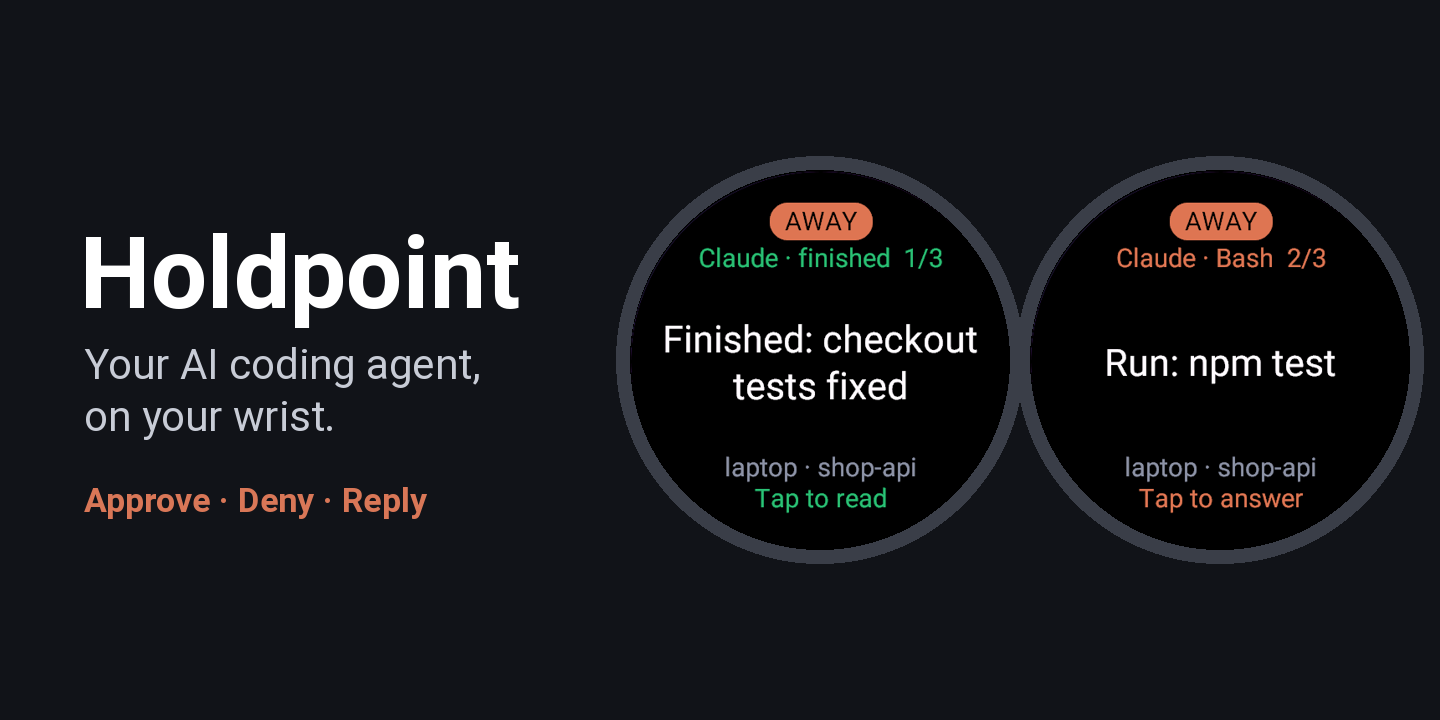 Holdpoint
Your AI coding agent,
on your wrist.
Approve · Deny · Reply
AWAY
Claude · finished 1/3
Finished: checkout
tests fixed
laptop · shop-api
Tap to read
AWAY
Claude · Bash 2/3
Run: npm test
laptop · shop-api
Tap to answer